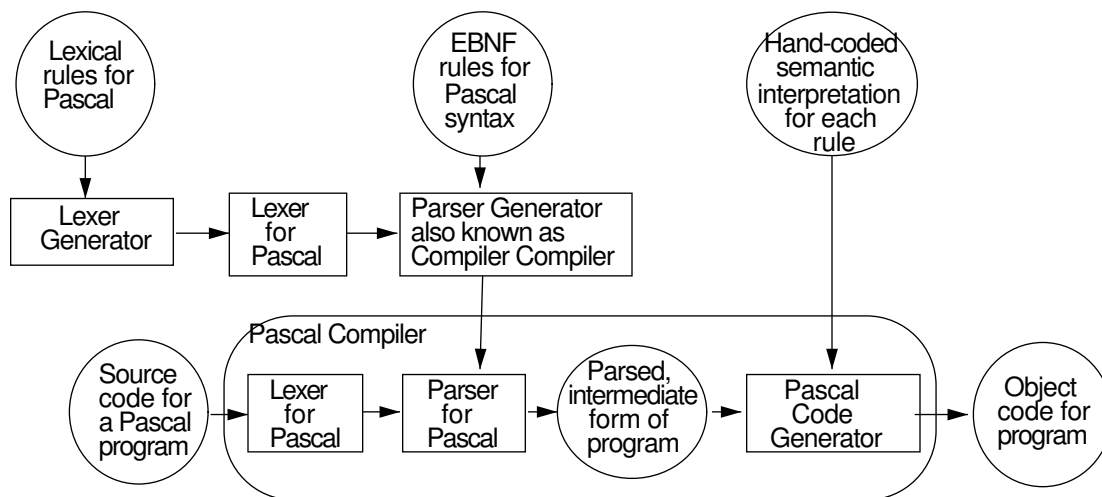 Lexical
rules for
Pascal
EBNF
rules for
Pascal
syntax
Hand-coded
semantic
interpretation
for each
rule
Lexer
Generator
Lexer
for
Pascal
Parser Generator
also known as
Compiler Compiler
Pascal Compiler
Source
code for
a Pascal
program
Lexer
for
Pascal
Parser
for
Pascal
Parsed,
intermediate
form of
program
Pascal
Code
Generator
Object
code for
program